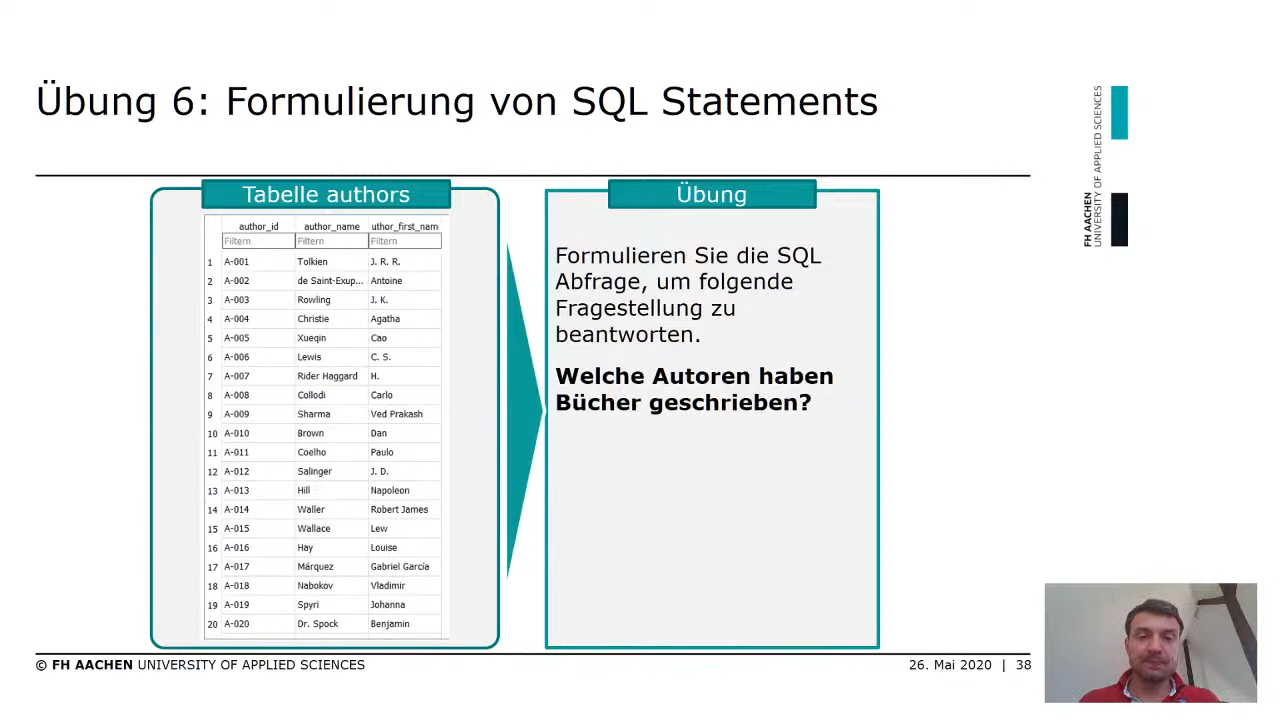 Übung 6: Formulierung von SQL Statements
FH AACHEN
UNIVERSITY OF APPLIED SCIENCES
Tabelle authors
author_id author_name uthor_first_nam
Filtern Filtern Filtern
1 A-001 Tolkien J. R. R.
2 A-002 de Saint-Exup... Antoine
3 A-003 Rowling J. K.
4 A-004 Christie Agatha
5 A-005 Xueqin Cao
6 A-006 Lewis C. S.
7 A-007 Rider Haggard H.
8 A-008 Collodi Carlo
9 A-009 Sharma Ved Prakash
10 A-010 Brown Dan
11 A-011 Coelho Paulo
12 A-012 Salinger J. D.
13 A-013 Hill Napoleon
14 A-014 Waller Robert James
15 A-015 Wallace Lew
16 A-016 Hay Louise
17 A-017 Márquez Gabriel García
18 A-018 Nabokov Vladimir
19 A-019 Spyri Johanna
20 A-020 Dr. Spock Benjamin
Übung
Formulieren Sie die SQL
Abfrage, um folgende
Fragestellung zu
beantworten.
Welche Autoren haben
Bücher geschrieben?
© FH AACHEN UNIVERSITY OF APPLIED SCIENCES
26. Mai 2020 | 38